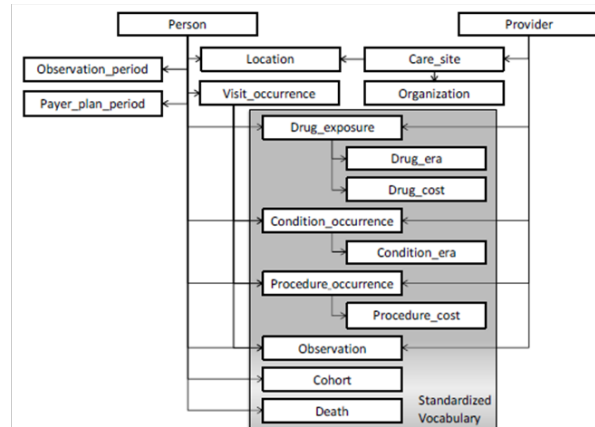 Person
Provider
Location
Care_site
Observation_period
Visit_occurrence
Organization
Payer_plan_period
Drug_exposure
Drug_era
Drug_cost
Condition_occurrence
Condition_era
Procedure_occurrence
Procedure_cost
Observation
Cohort
Standardized
Vocabulary
Death